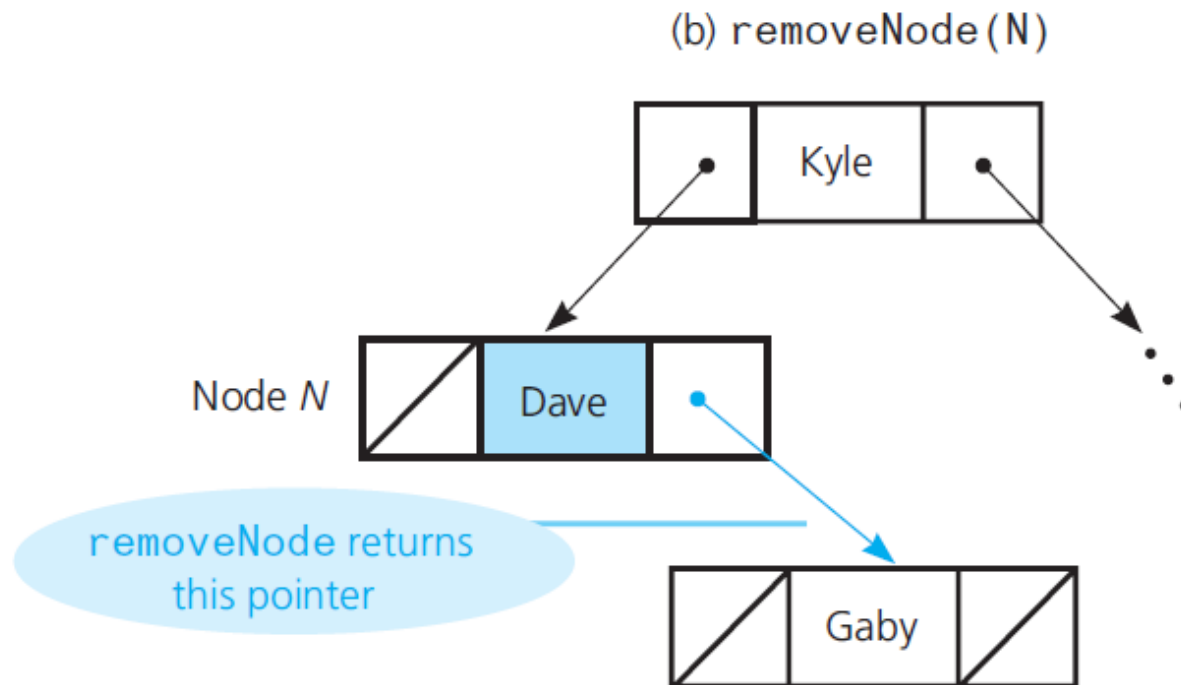 (b) removeNode(N)
Kyle
Node N
Dave
removeNode returns
this pointer
Gaby